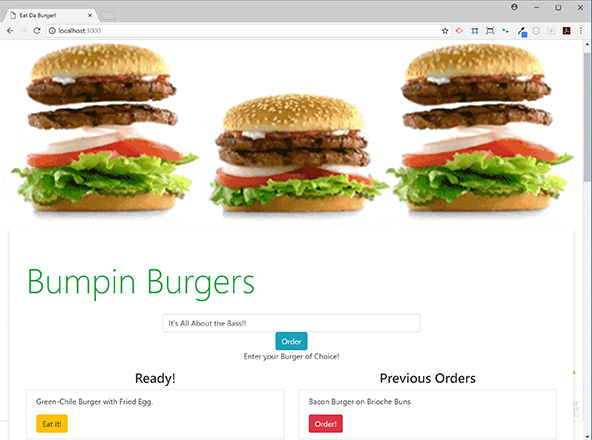 Eat Da Burger!
localhost:3000
Bumpin Burgers
It's All About the Bass!!
Order
Enter your Burger of Choice!
Ready!
Previous Orders
Green-Chile Burger with Fried Egg.
Bacon Burger on Brioche Buns
Eat it!
Order!